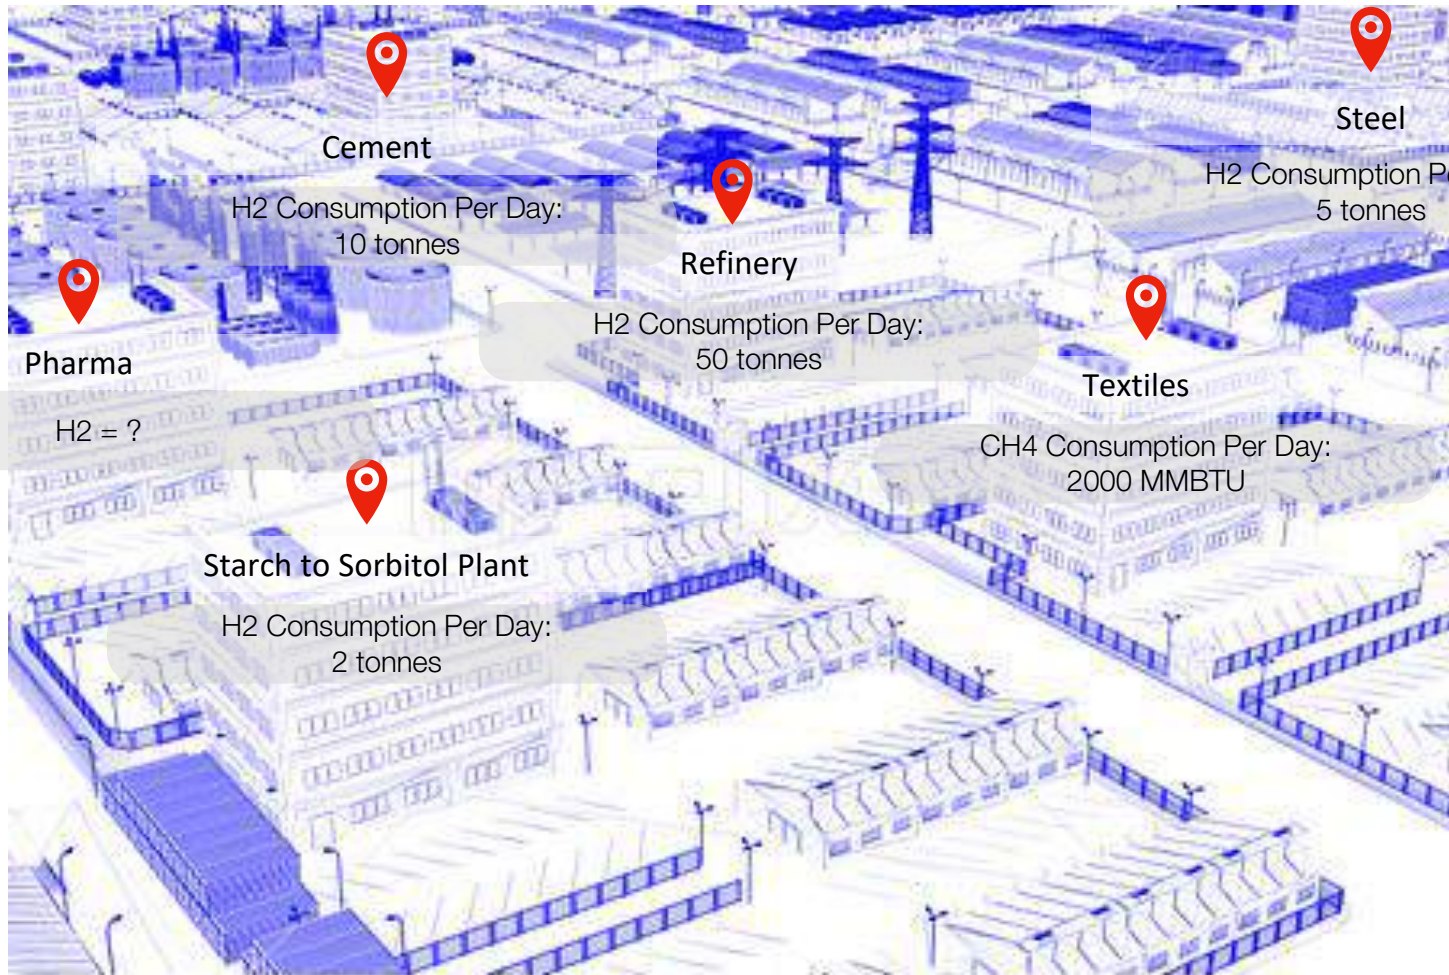 Cement
H2 Consumption Per Day:
10 tonnes
Steel
H2 Consumption
5 tonnes
Refinery
H2 Consumption Per Day:
50 tonnes
Pharma
H2 = ?
Textiles
CH4 Consumption Per Day:
2000 MMBTU
Starch to Sorbitol Plant
H2 Consumption Per Day:
2 tonnes